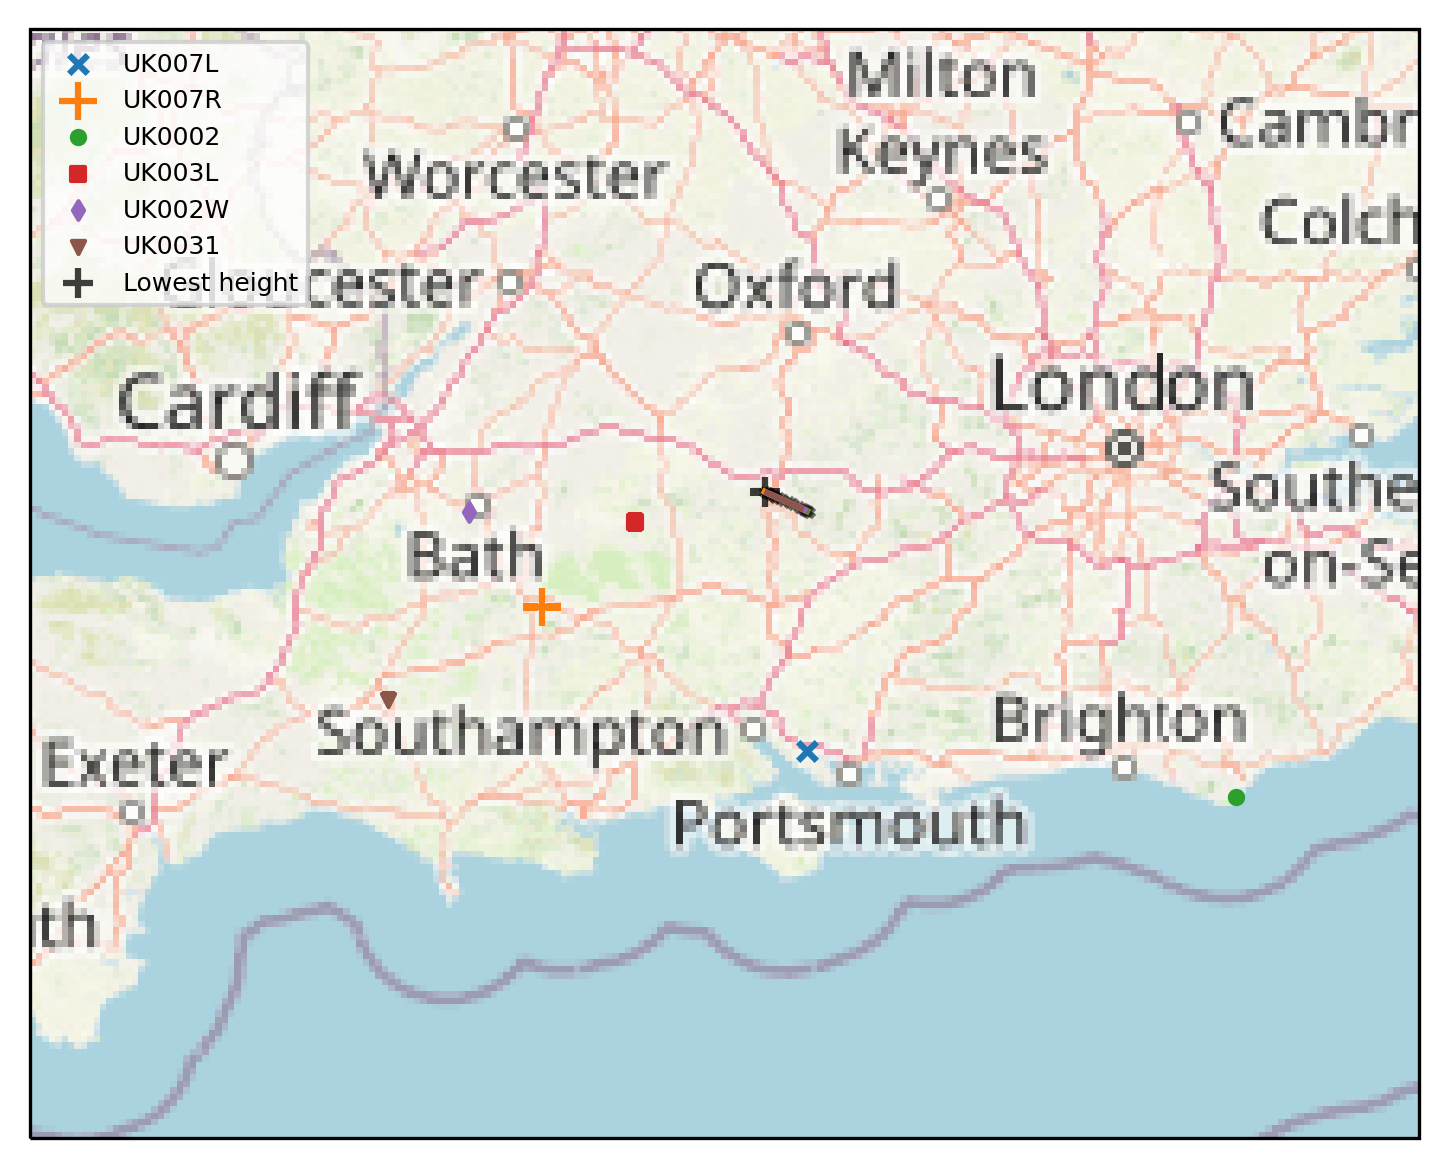 UK007L
UK007R
UK0002
UK003L
UK002W
UK0031
Lowest height
Milton
Keynes
Cambr
Worcester
Colch
cester
Oxford
Cardiff
London
Southe
on-Se
Bath
Southampton
Brighton
Exeter
Portsmouth
th